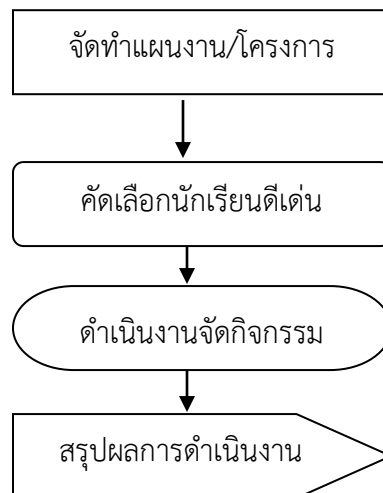 จัดทำแผนงาน/โครงการ
คัดเลือกนักเรียนดีเด่น
ดำเนินงานจัดกิจกรรม
สรุปผลการดำเนินงาน